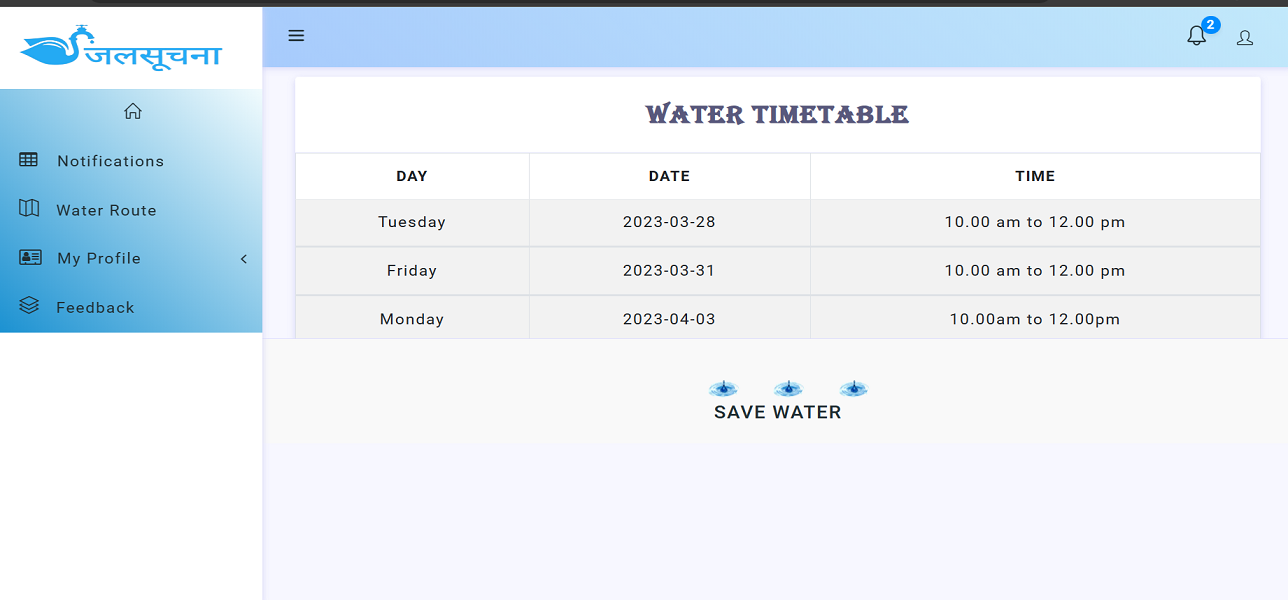 जलसूचना
2
Notifications
Water Route
My Profile
Feedback
WATER TIMETABLE
DAY DATE TIME
Tuesday 2023-03-28 10.00 am to 12.00 pm
Friday 2023-03-31 10.00 am to 12.00 pm
Monday 2023-04-03 10.00am to 12.00pm
SAVE WATER